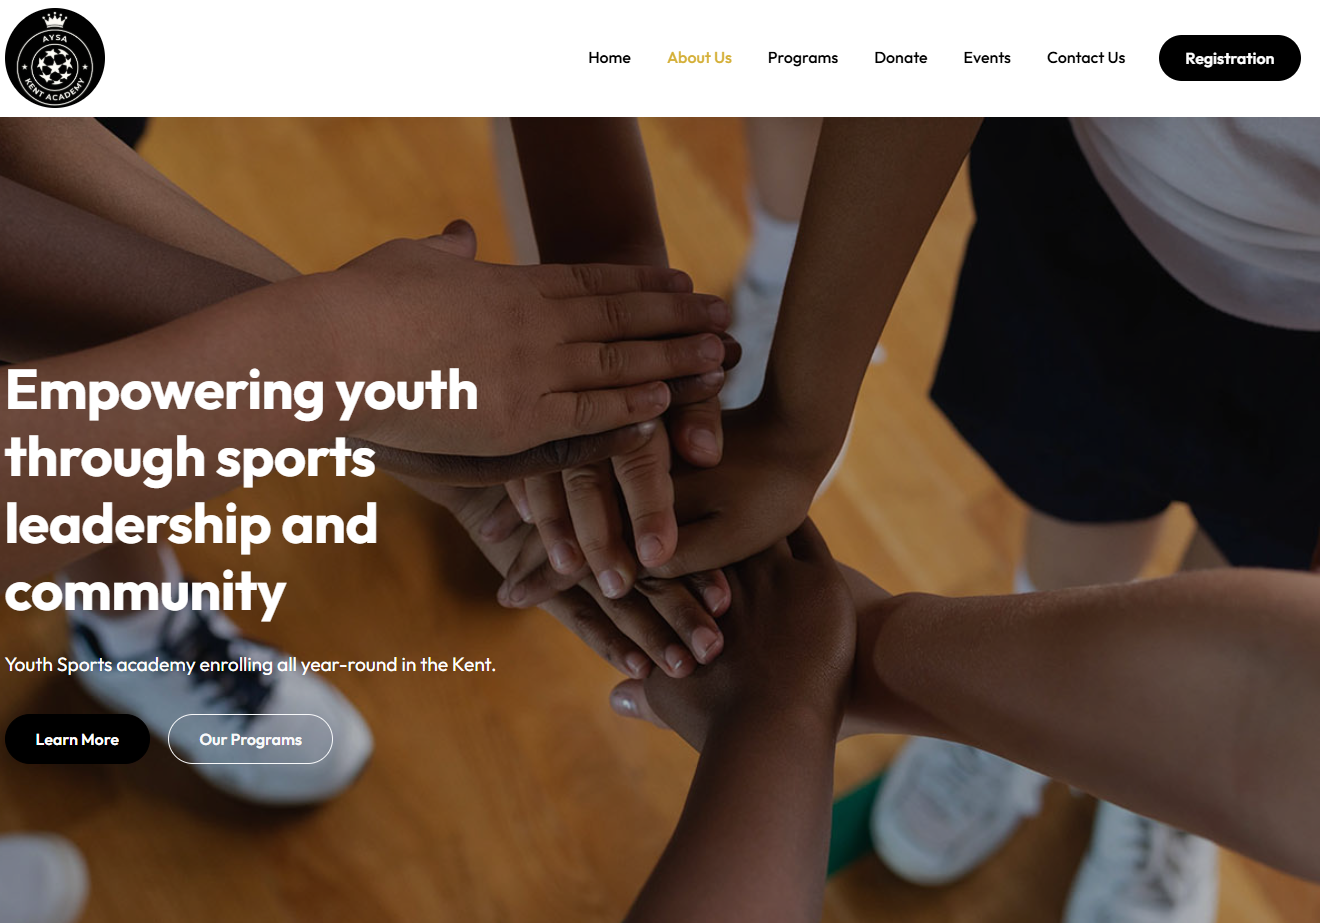 AYSA
KENT ACADEMY
Home About Us Programs Donate Events Contact Us Registration
Empowering youth
through sports
leadership and
community
Youth Sports academy enrolling all year-round in the Kent.
Learn More Our Programs